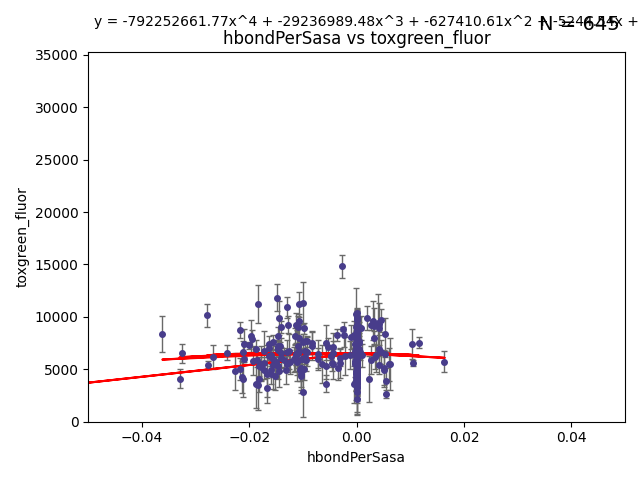 y = -792252661.77x^4 + -29236989.48x^3 + -627410.61x^2 + x +
N = 645
hbondPerSasa vs toxgreen_fluor
35000
30000
25000
20000
15000
10000
5000
0
toxgreen_fluor
-0.04
-0.02
0.00
0.02
0.04
hbondPerSasa